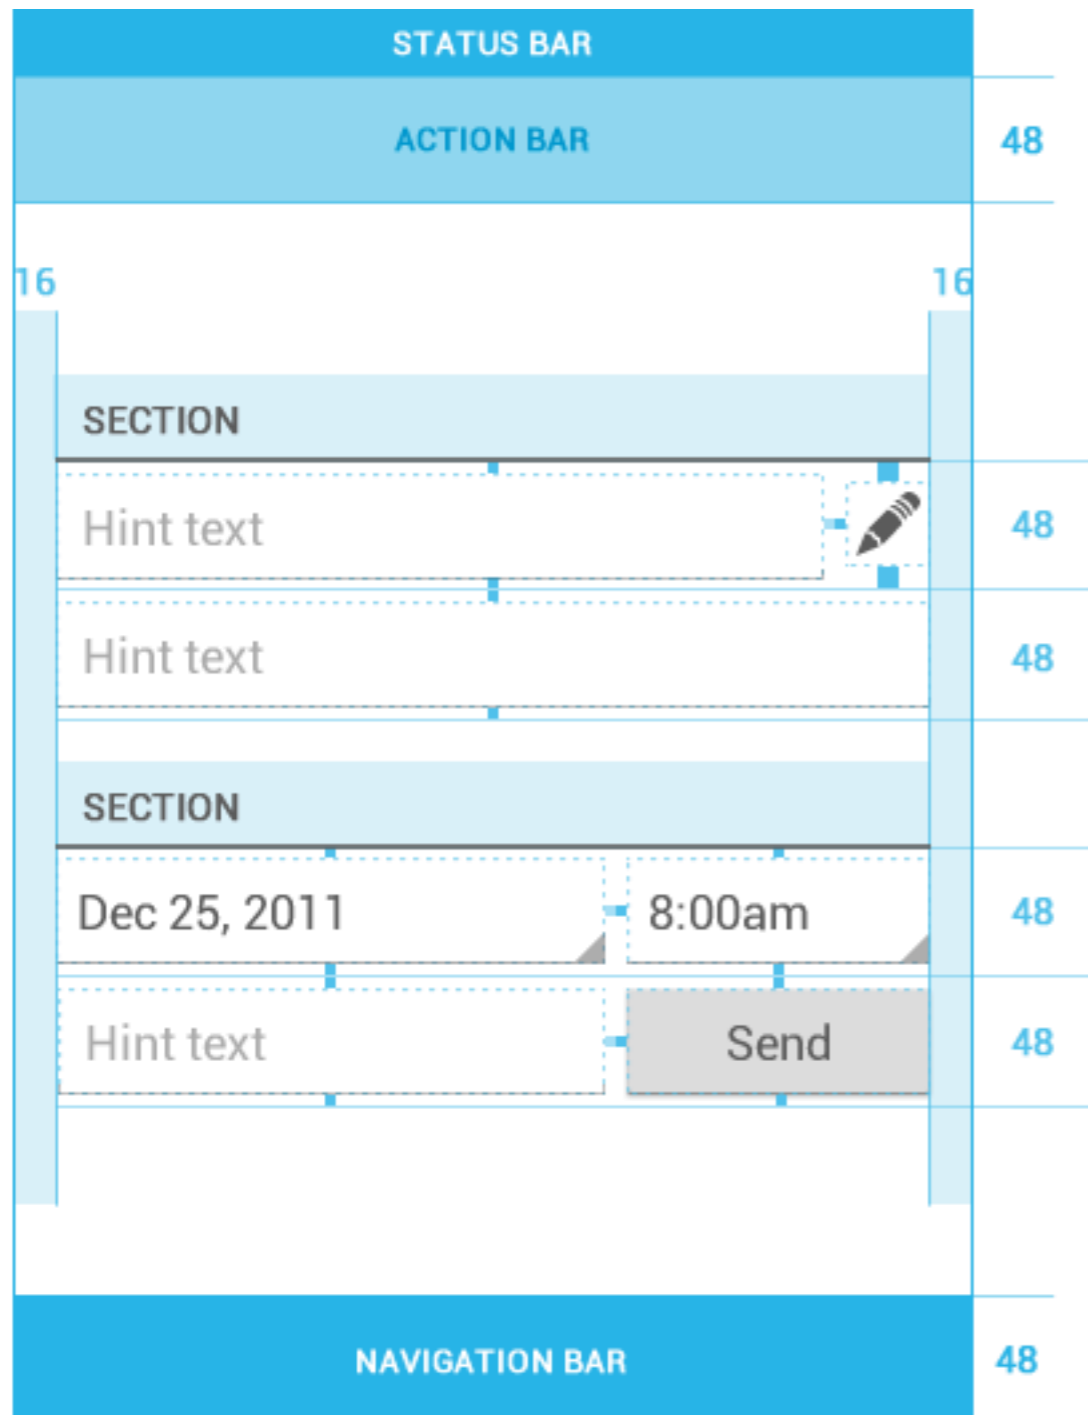 STATUS BAR
ACTION BAR
48
16
16
SECTION
Hint text
48
Hint text
48
SECTION
Dec 25, 2011
8:00am
48
Hint text
Send
48
NAVIGATION BAR
48